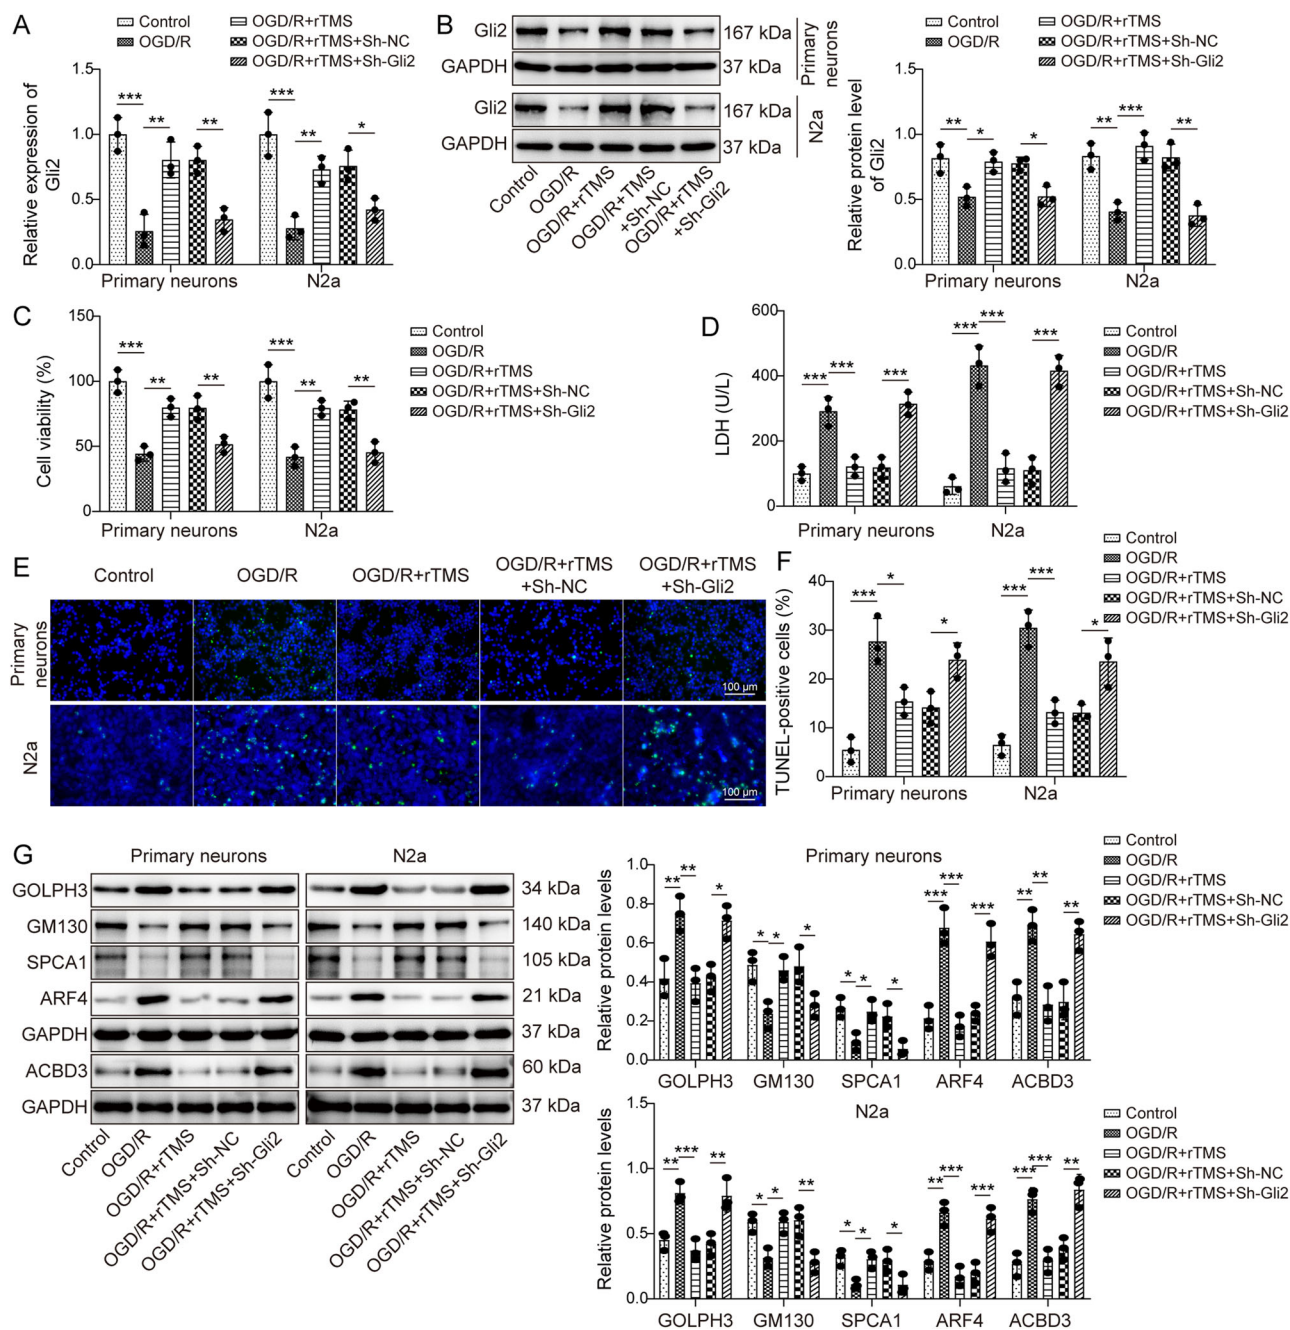 A
Control
OGD/R
OGD/R+rTMS
OGD/R+rTMS+Sh-NC
OGD/R+rTMS+Sh-Gli2
Relative expression of
Gli2
1.5
1.0
0.5
0.0
*** ** **
*** ** *
Primary neurons
N2a
B
Gli2
167 kDa
GAPDH
37 kDa
Primary
neurons
Gli2
167 kDa
GAPDH
37 kDa
N2a
Control
OGD/R
OGD/R+rTMS
OGD/R+TMS
+Sh-NC
OGD/R+rTMS
+Sh-Gli2
Control
OGD/R
OGD/R+rTMS
OGD/R+rTMS+Sh-NC
OGD/R+rTMS+Sh-Gli2
Relative protein level
of Gli2
1.5
1.0
0.5
0.0
** * *
** *** **
Primary neurons
N2a
C
Cell viability (%)
150
100
50
0
*** ** **
*** ** **
Primary neurons
N2a
Control
OGD/R
OGD/R+rTMS
OGD/R+rTMS+Sh-NC
OGD/R+rTMS+Sh-Gli2
D
LDH (U/L)
600
400
200
0
*** *** ***
*** *** ***
Primary neurons
N2a
Control
OGD/R
OGD/R+rTMS
OGD/R+rTMS+Sh-NC
OGD/R+rTMS+Sh-Gli2
E
Control
OGD/R
OGD/R+rTMS
OGD/R+rTMS
+Sh-NC
OGD/R+rTMS
+Sh-Gli2
Primary
neurons
100 μm
N2a
100 μm
F
TUNEL-positive cells (%)
40
30
20
10
0
*** * *
*** *** *
Primary neurons
N2a
Control
OGD/R
OGD/R+rTMS
OGD/R+rTMS+Sh-NC
OGD/R+rTMS+Sh-Gli2
G
Primary neurons
N2a
GOLPH3
34 kDa
GM130
140 kDa
SPCA1
105 kDa
ARF4
21 kDa
GAPDH
37 kDa
ACBD3
60 kDa
GAPDH
37 kDa
Control
OGD/R
OGD/R+rTMS
OGD/R+rTMS+Sh-NC
OGD/R+rTMS+Sh-Gli2
Control
OGD/R
OGD/R+rTMS
OGD/R+rTMS+Sh-NC
OGD/R+rTMS+Sh-Gli2
Primary neurons
Relative protein levels
1.0
0.8
0.6
0.4
0.2
0.0
** ** *
* * *
* * *
*** *** ***
** ** **
GOLPH3
GM130
SPCA1
ARF4
ACBD3
Control
OGD/R
OGD/R+rTMS
OGD/R+rTMS+Sh-NC
OGD/R+rTMS+Sh-Gli2
N2a
Relative protein levels
1.5
1.0
0.5
0.0
** *** **
* * **
* * *
** *** ***
*** *** **
GOLPH3
GM130
SPCA1
ARF4
ACBD3
Control
OGD/R
OGD/R+rTMS
OGD/R+rTMS+Sh-NC
OGD/R+rTMS+Sh-Gli2